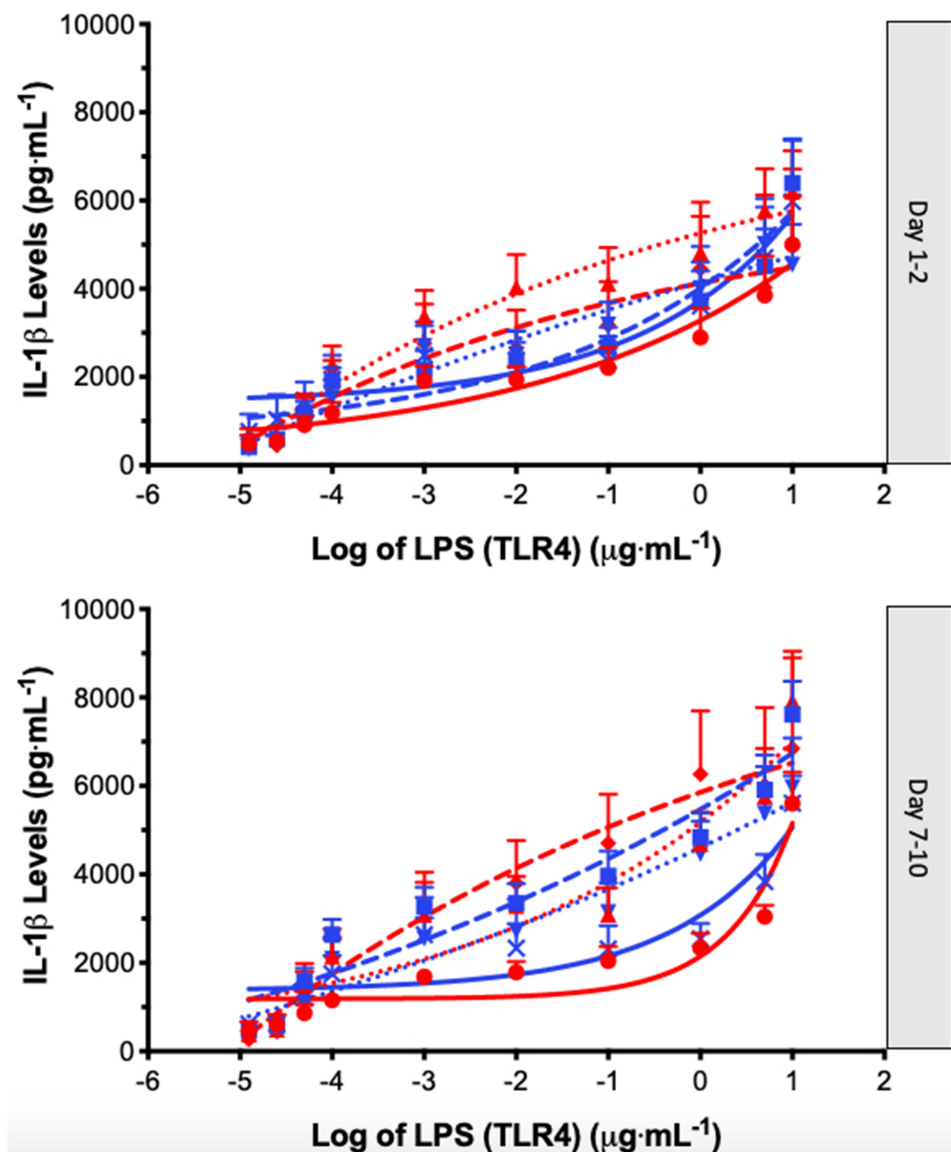 10000
8000
6000
4000
2000
0
IL-1β Levels (pg·mL⁻¹)
-6 -5 -4 -3 -2 -1 0 1 2
Log of LPS (TLR4) (µg·mL⁻¹)
Day 1-2
10000
8000
6000
4000
2000
0
IL-1β Levels (pg·mL⁻¹)
-6 -5 -4 -3 -2 -1 0 1 2
Log of LPS (TLR4) (µg·mL⁻¹)
Day 7-10